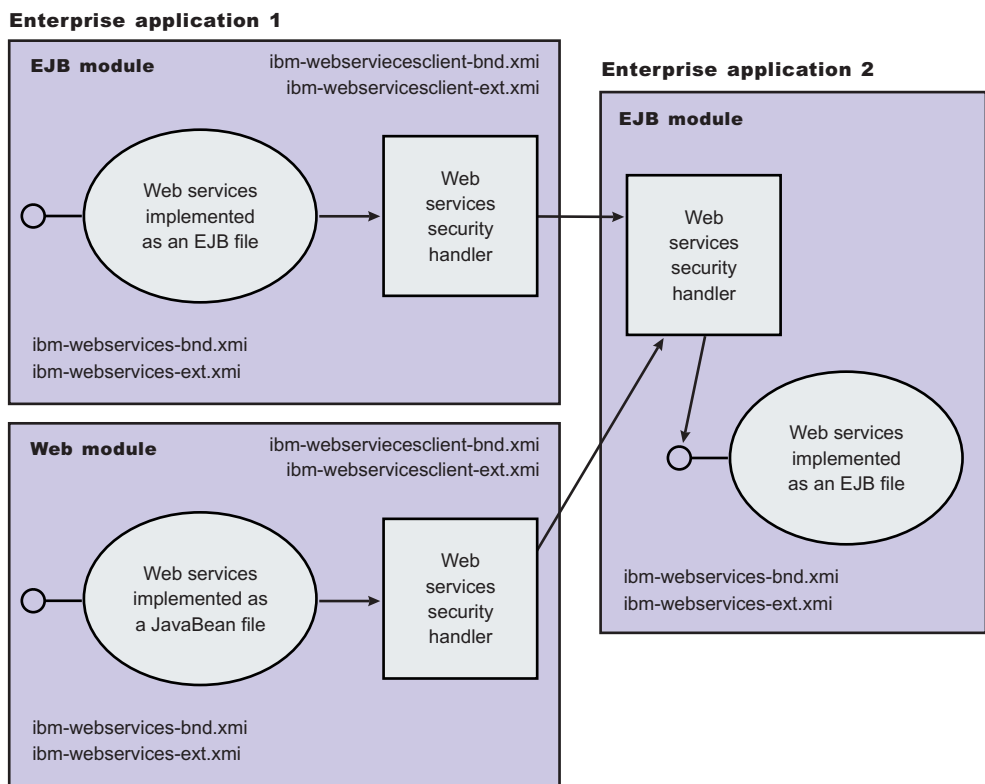 Enterprise application 1
EJB module
ibm-webserviecesclient-bnd.xmi
ibm-webservicesclient-ext.xmi
Web services
implemented
as an EJB file
Web
services
security
handler
ibm-webservices-bnd.xmi
ibm-webservices-ext.xmi
Web module
ibm-webserviecesclient-bnd.xmi
ibm-webservicesclient-ext.xmi
Web services
implemented as
a JavaBean file
Web
services
security
handler
ibm-webservices-bnd.xmi
ibm-webservices-ext.xmi
Enterprise application 2
EJB module
Web
services
security
handler
Web services
implemented
as an EJB file
ibm-webservices-bnd.xmi
ibm-webservices-ext.xmi